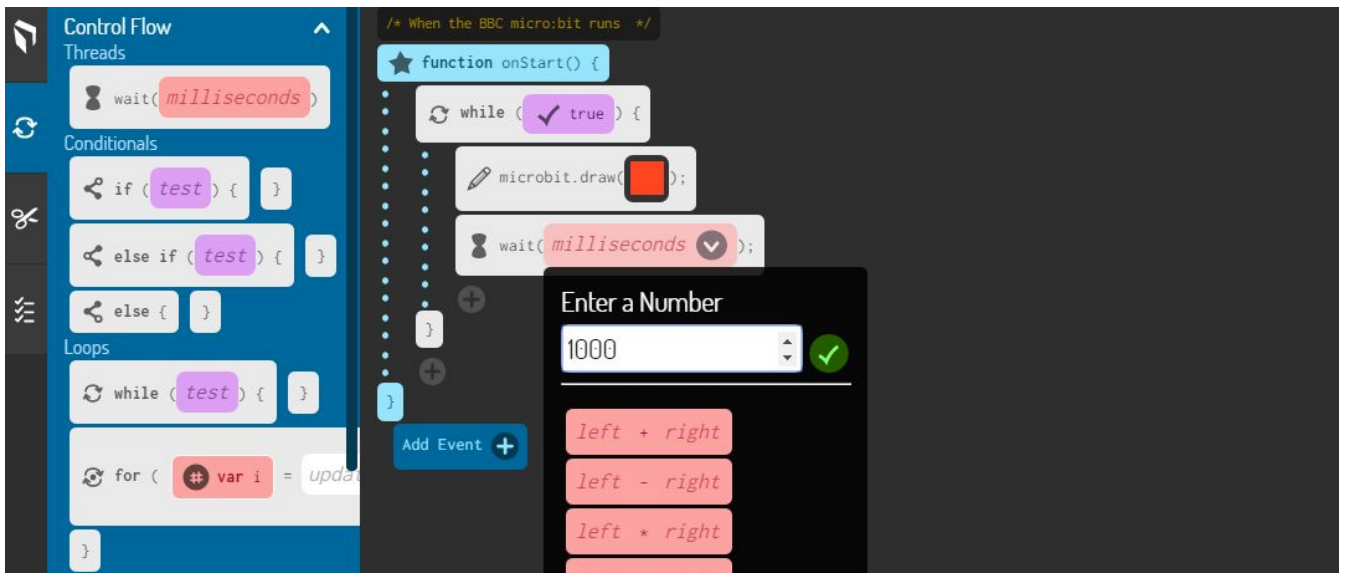 Control Flow
Threads
wait( milliseconds )
Conditionals
if ( test ) { }
else if ( test ) { }
else { }
Loops
while ( test ) { }
for ( # var i =
}
/* When the BBC micro:bit runs */
function onStart() {
while ( true ) {
microbit.draw( );
wait( milliseconds );
}
}
Add Event
Enter a Number
1000
left + right
left - right
left * right